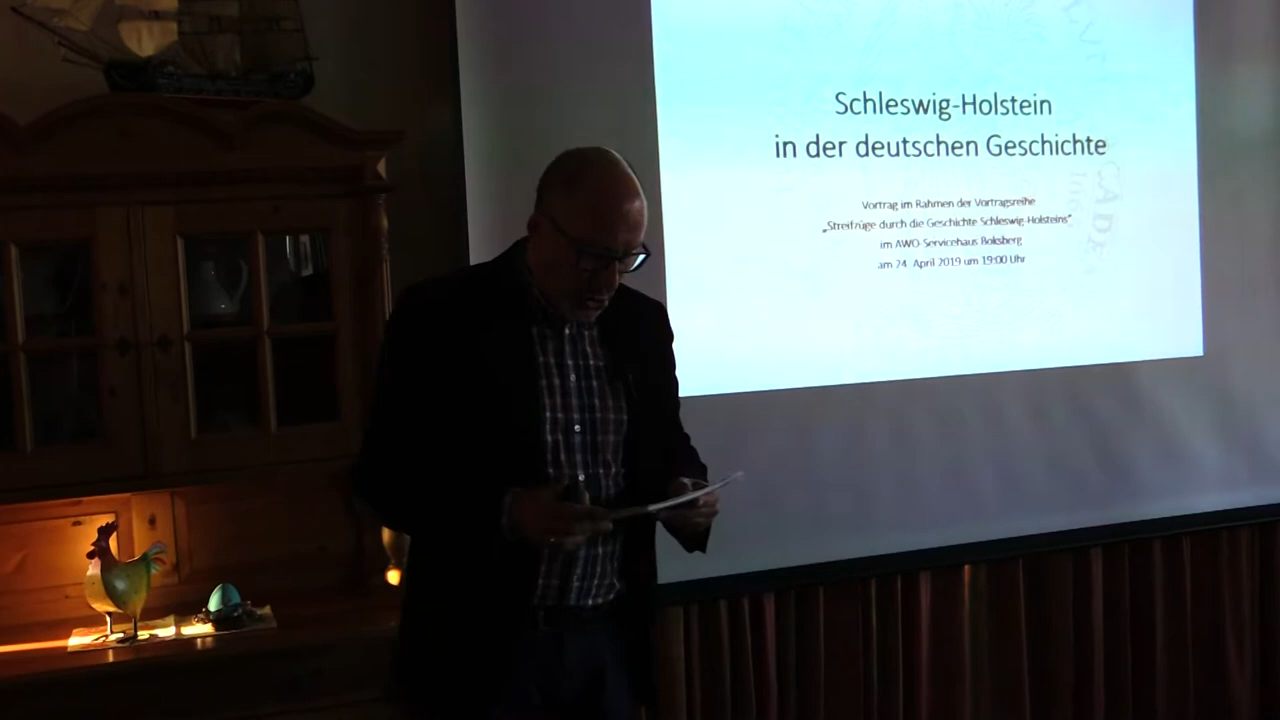 Schleswig-Holstein
in der deutschen Geschichte
Vortrag im Rahmen der Vortragsreihe
„Streifzüge durch die Geschichte Schleswig-Holsteins“
im AWO-Servicehaus Boksberg
am 24. April 2019 um 19:00 Uhr